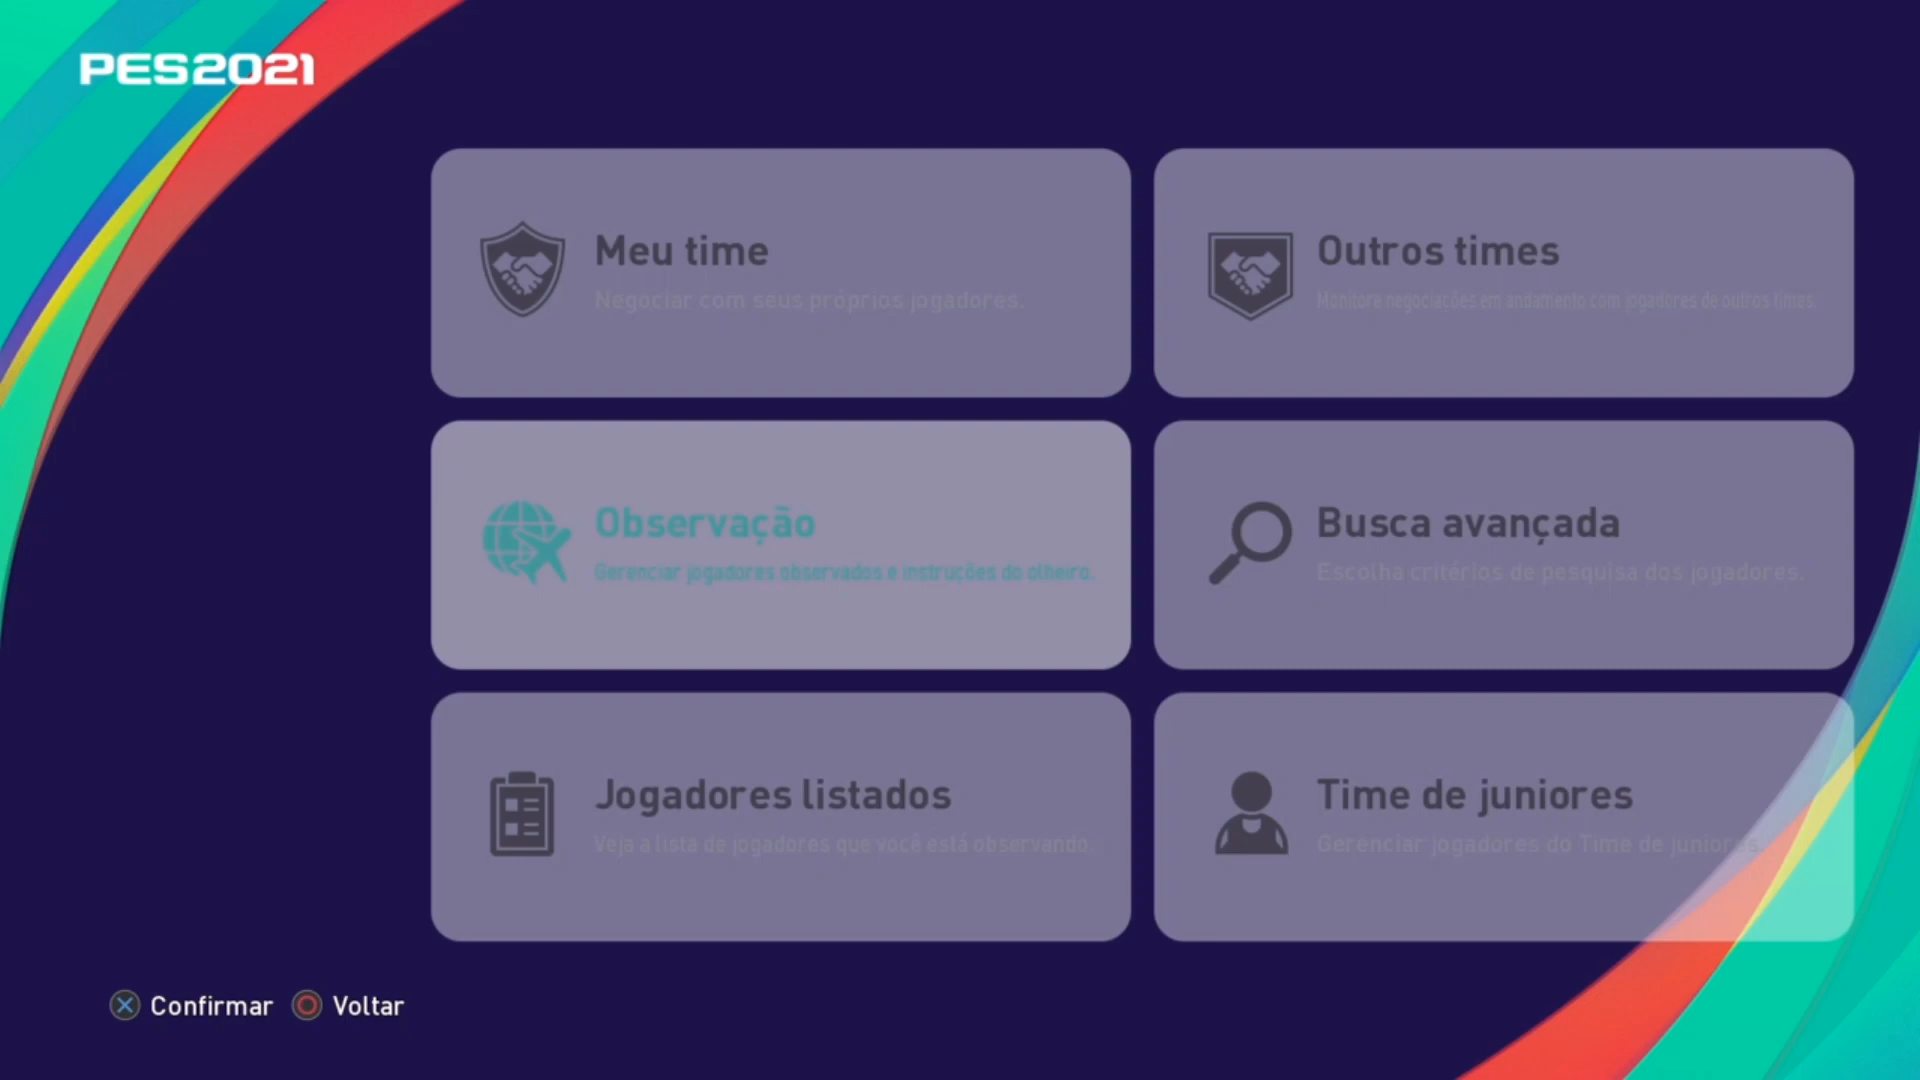 PES2021
Meu time
Negociar com seus próprios jogadores.
Outros times
Monitore negociações em andamento com jogadores de outros times.
Observação
Gerenciar jogadores observados e instruções do olheiro.
Busca avançada
Escolha critérios de pesquisa dos jogadores.
Jogadores listados
Veja a lista de jogadores que você está observando.
Time de juniores
Gerenciar jogadores do Time de juniores.
Confirmar Voltar